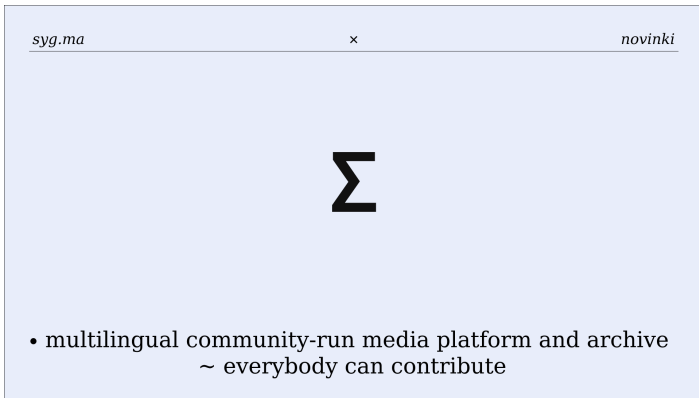 syg.ma × novinki
Σ
• multilingual community-run media platform and archive
~ everybody can contribute